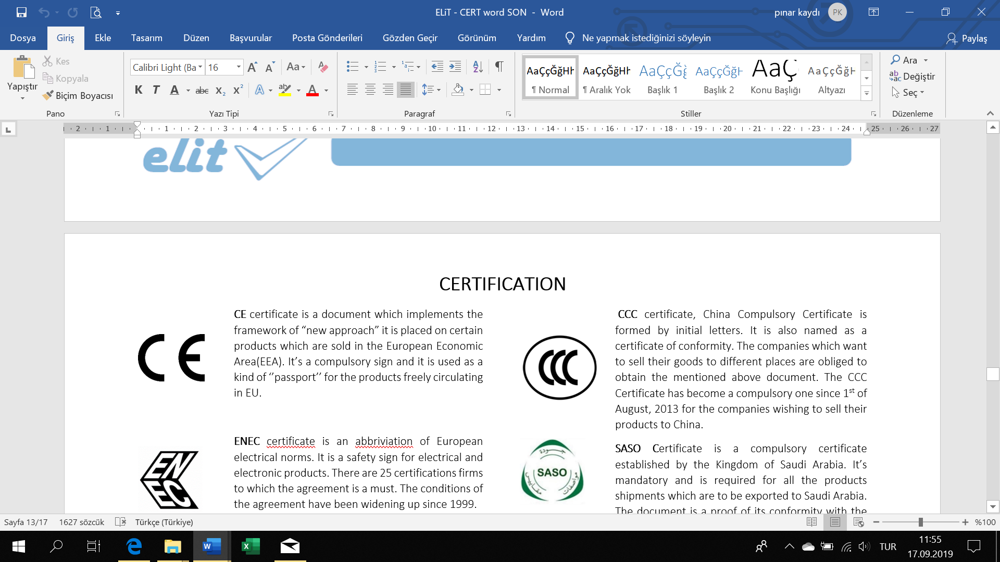 ELiT - CERT word SON - Word
pınar kaydı PK
Dosya Giriş Ekle Tasarım Düzen Başvurular Posta Gönderileri Gözden Geçir Görünüm Yardım Ne yapmak istediğinizi söyleyin Paylaş
Yapıştır
Kes
Kopyala
Biçim Boyacısı
Pano
Calibri Light (Ba 16
K T A abc X₂ X²
Yazı Tipi
Paragraf
AaÇçĞğHh AaÇçĞğHh AaÇçĞğ AaÇçĞğH AaÇ AaÇçĞğH
¶ Normal ¶ Aralık Yok Başlık 1 Başlık 2 Konu Başlığı Altyazı
Stiller
Ara
Değiştir
Seç
Düzenleme
2 1 1 2 3 4 5 6 7 8 9 10 11 12 13 14 15 16 17 18 19 20 21 22 23 24 25 26 27
elit
CERTIFICATION
CE
CE certificate is a document which implements the
framework of “new approach” it is placed on certain
products which are sold in the European Economic
Area(EEA). It’s a compulsory sign and it is used as a
kind of ‘’passport’’ for the products freely circulating
in EU.
EN
EC
ENEC certificate is an abbriviation of European
electrical norms. It is a safety sign for electrical and
electronic products. There are 25 certifications firms
to which the agreement is a must. The conditions of
the agreement have been widening up since 1999.
CCC
CCC certificate, China Compulsory Certificate is
formed by initial letters. It is also named as a
certificate of conformity. The companies which want
to sell their goods to different places are obliged to
obtain the mentioned above document. The CCC
Certificate has become a compulsory one since 1st of
August, 2013 for the companies wishing to sell their
products to China.
جودة
SASO
مواصفات
مقاييس
SASO Certificate is a compulsory certificate
established by the Kingdom of Saudi Arabia. It’s
mandatory and is required for all the products
shipments which are to be exported to Saudi Arabia.
The document is a proof of its conformity with the
Sayfa 13/17 1627 sözcük Türkçe (Türkiye) %100
TUR
11:55
17.09.2019